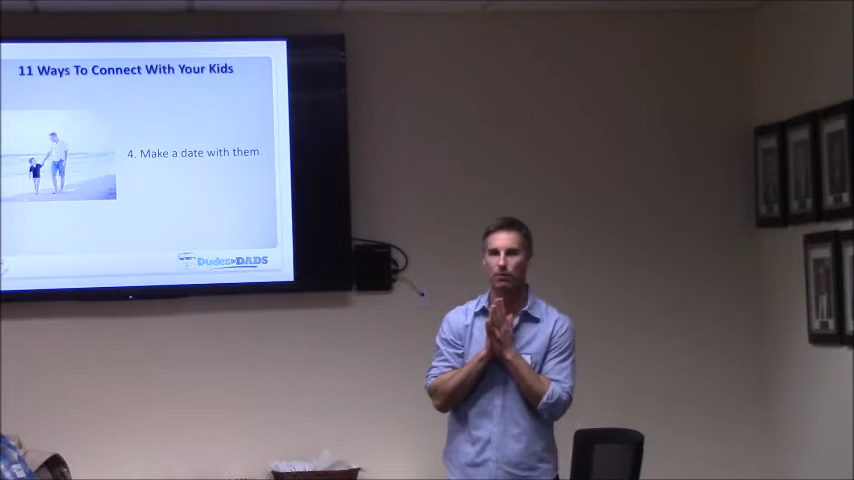 11 Ways To Connect With Your Kids
4. Make a date with them
Dudes to DADS